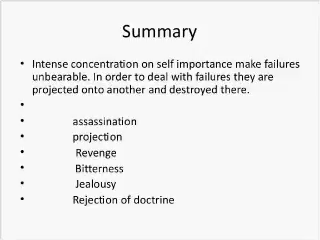 Summary
• Intense concentration on self importance make failures
unbearable. In order to deal with failures they are
projected onto another and destroyed there.
•
• assassination
• projection
• Revenge
• Bitterness
• Jealousy
• Rejection of doctrine